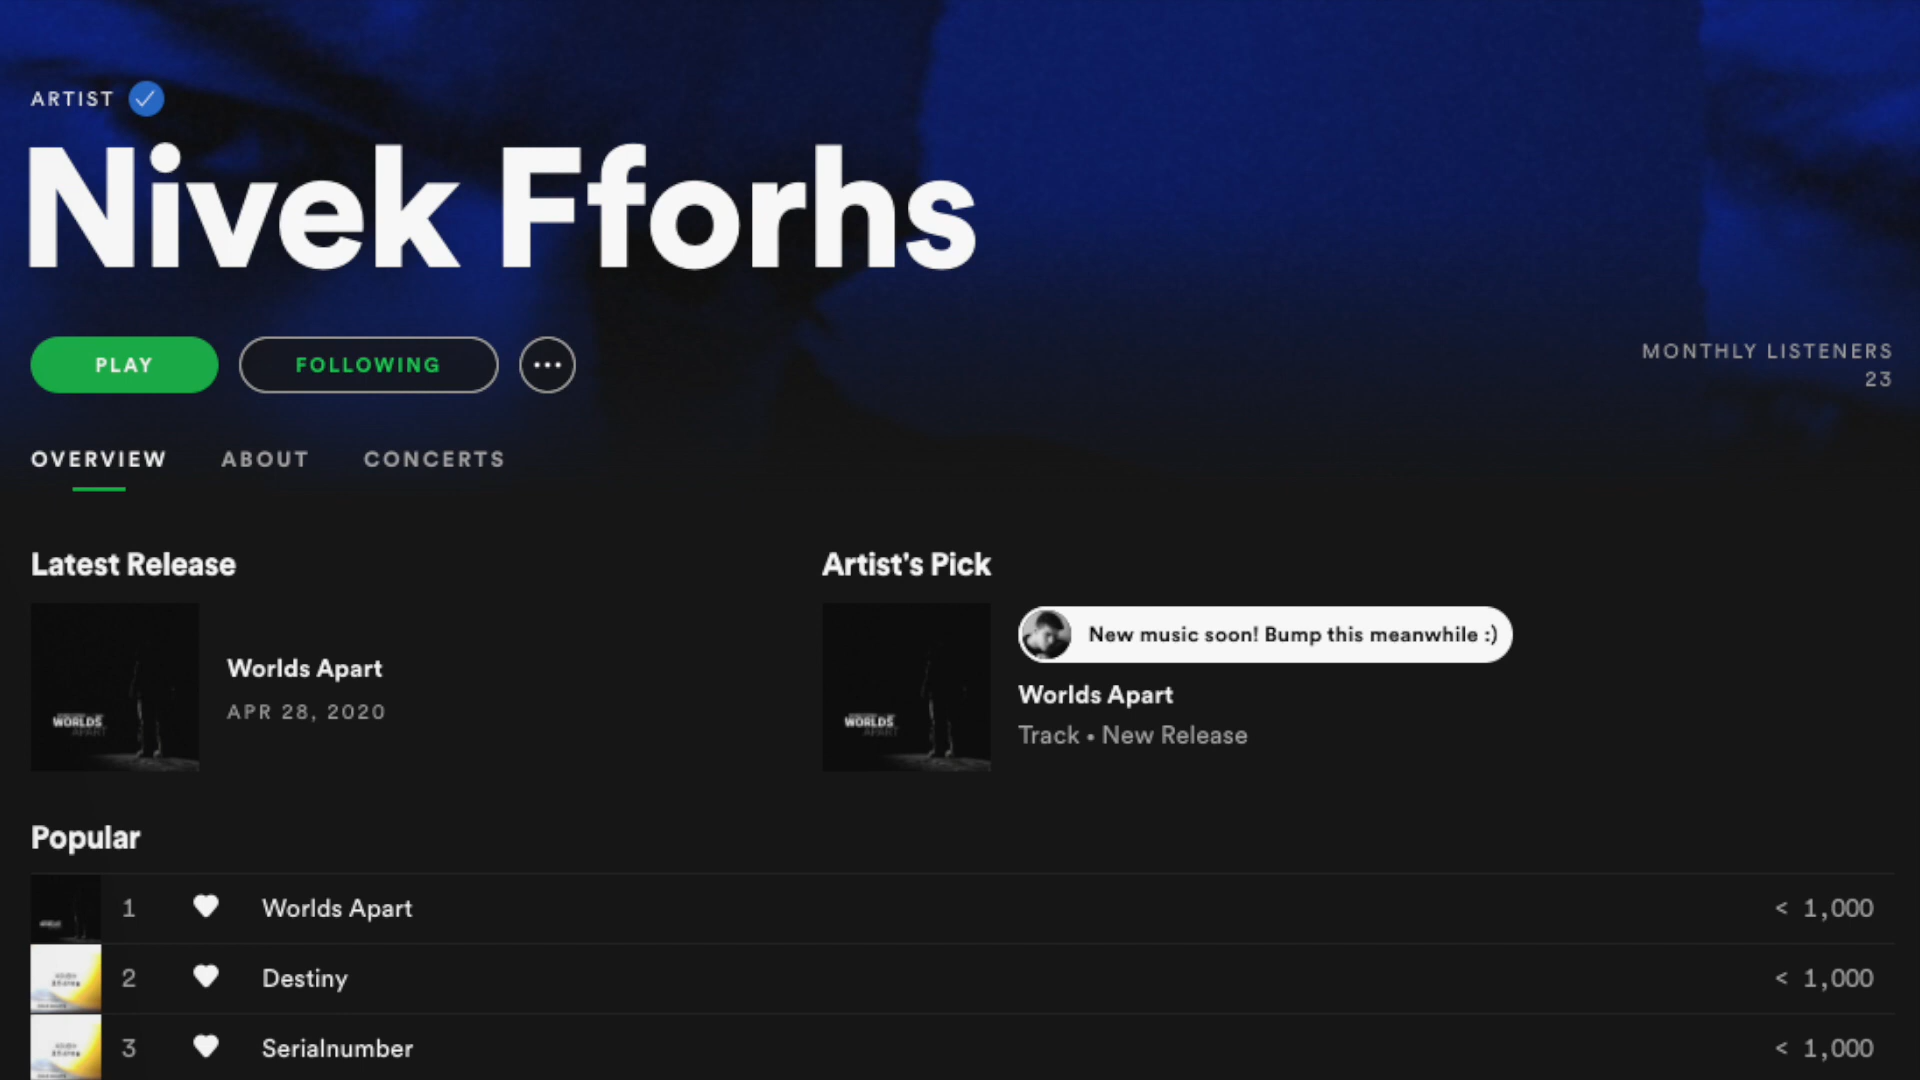 ARTIST
Nivek Fforhs
PLAY
FOLLOWING
MONTHLY LISTENERS
23
OVERVIEW
ABOUT
CONCERTS
Latest Release
WORLDS
APART
Worlds Apart
APR 28, 2020
Artist's Pick
WORLDS
APART
New music soon! Bump this meanwhile :)
Worlds Apart
Track • New Release
Popular
1
Worlds Apart
< 1,000
2
Destiny
< 1,000
3
Serialnumber
< 1,000